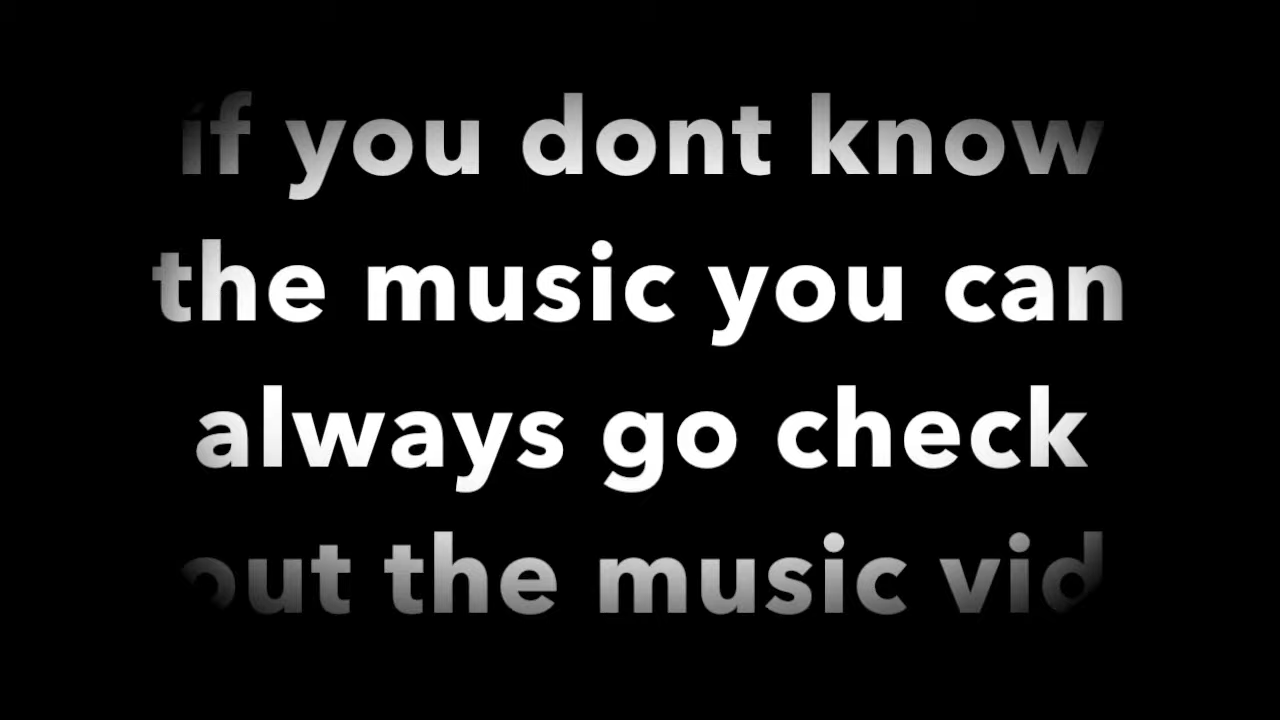 if you dont know
the music you can
always go check
out the music vid